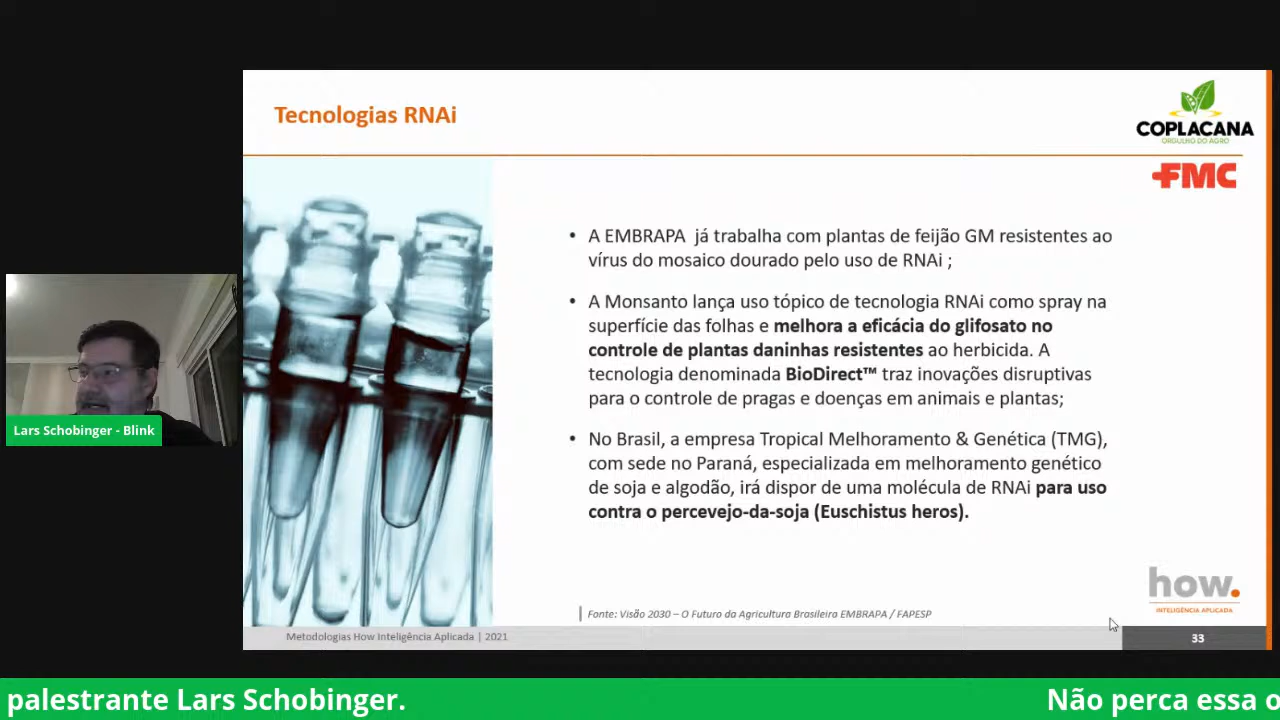 Tecnologias RNAi
COPLACANA
ORGULHO DO AGRO
FMC
• A EMBRAPA já trabalha com plantas de feijão GM resistentes ao
vírus do mosaico dourado pelo uso de RNAi ;
• A Monsanto lança uso tópico de tecnologia RNAi como spray na
superfície das folhas e melhora a eficácia do glifosato no
controle de plantas daninhas resistentes ao herbicida. A
tecnologia denominada BioDirect™ traz inovações disruptivas
para o controle de pragas e doenças em animais e plantas;
• No Brasil, a empresa Tropical Melhoramento & Genética (TMG),
com sede no Paraná, especializada em melhoramento genético
de soja e algodão, irá dispor de uma molécula de RNAi para uso
contra o percevejo-da-soja (Euschistus heros).
Lars Schobinger - Blink
how.
INTELIGÊNCIA APLICADA
Fonte: Visão 2030 – O Futuro da Agricultura Brasileira EMBRAPA / FAPESP
Metodologias How Inteligência Aplicada | 2021
33
palestrante Lars Schobinger.
Não perca essa o